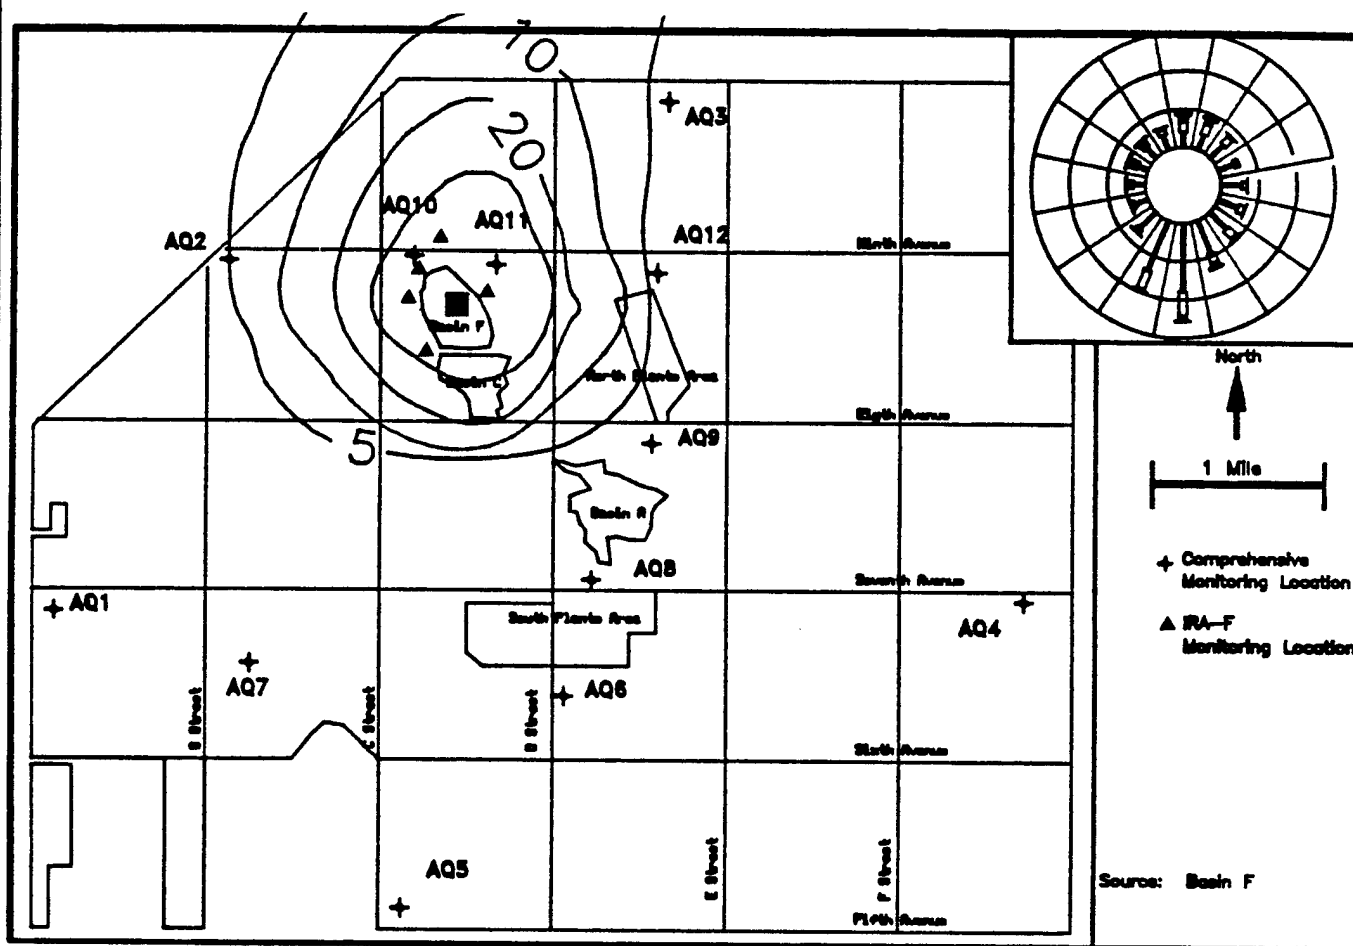 10
20
AQ3
AQ10
AQ11
AQ2
AQ12
Ninth Avenue
Basin F
North
Basin C
North Plants Area
1 Mile
Eigth Avenue
5
AQ9
Basin A
Comprehensive
Monitoring Location
AQ8
Seventh Avenue
AQ1
South Plants Area
AQ4
IRA-F
Monitoring Location
AQ7
AQ6
B Street
C Street
D Street
Sixth Avenue
AQ5
E Street
F Street
Source: Basin F
Fifth Avenue